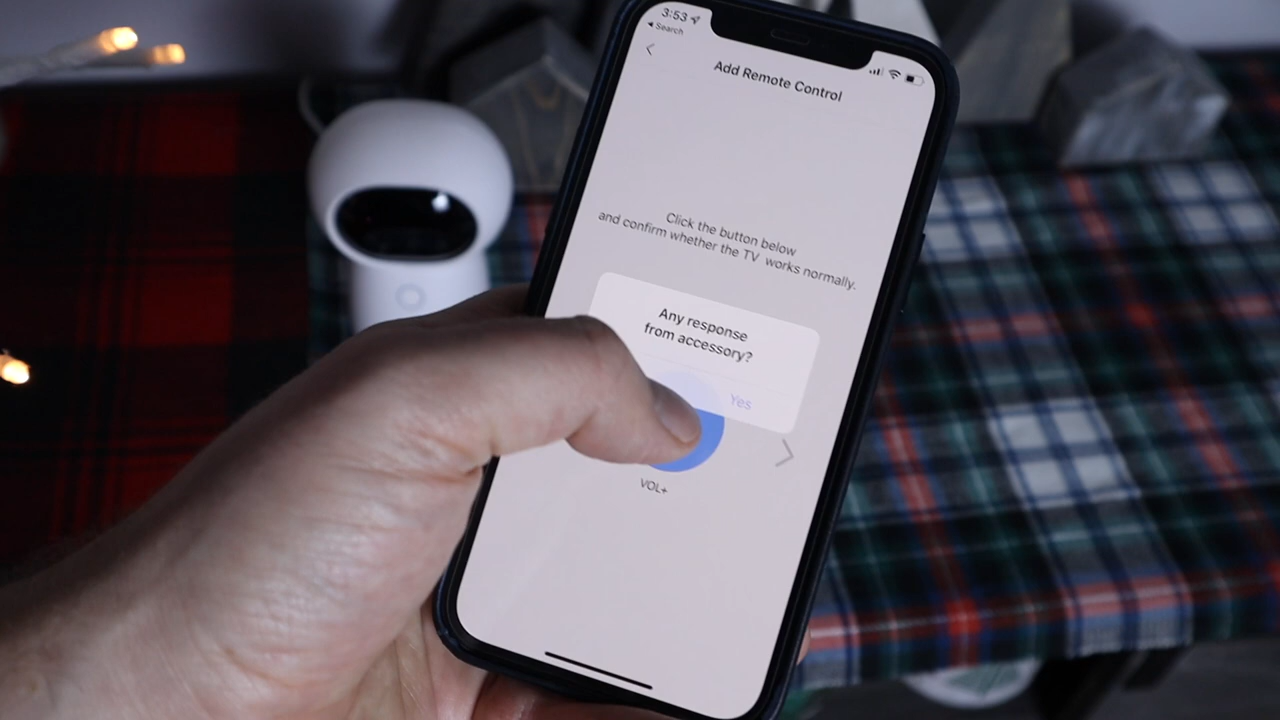 3:53
Search
Add Remote Control
Click the button below
and confirm whether the TV works normally.
Any response
from accessory?
Yes
VOL+